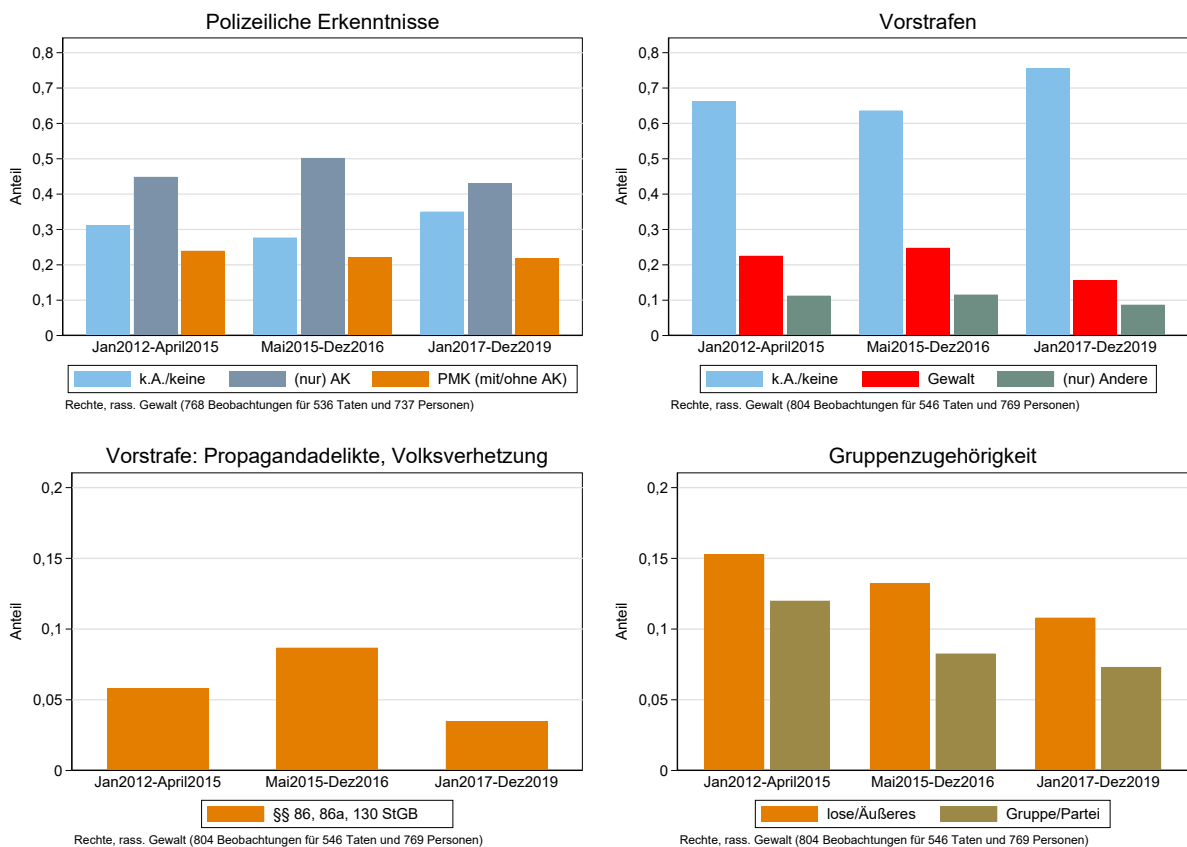 Polizeiliche Erkenntnisse
Anteil
0,8
0,7
0,6
0,5
0,4
0,3
0,2
0,1
0
Jan2012-April2015 Mai2015-Dez2016 Jan2017-Dez2019
k.A./keine (nur) AK PMK (mit/ohne AK)
Rechte, rass. Gewalt (768 Beobachtungen für 536 Taten und 737 Personen)
Vorstrafen
Anteil
0,8
0,7
0,6
0,5
0,4
0,3
0,2
0,1
0
Jan2012-April2015 Mai2015-Dez2016 Jan2017-Dez2019
k.A./keine Gewalt (nur) Andere
Rechte, rass. Gewalt (804 Beobachtungen für 546 Taten und 769 Personen)
Vorstrafe: Propagandadelikte, Volksverhetzung
Anteil
0,2
0,15
0,1
0,05
0
Jan2012-April2015 Mai2015-Dez2016 Jan2017-Dez2019
§§ 86, 86a, 130 StGB
Rechte, rass. Gewalt (804 Beobachtungen für 546 Taten und 769 Personen)
Gruppenzugehörigkeit
Anteil
0,2
0,15
0,1
0,05
0
Jan2012-April2015 Mai2015-Dez2016 Jan2017-Dez2019
lose/Äußeres Gruppe/Partei
Rechte, rass. Gewalt (804 Beobachtungen für 546 Taten und 769 Personen)